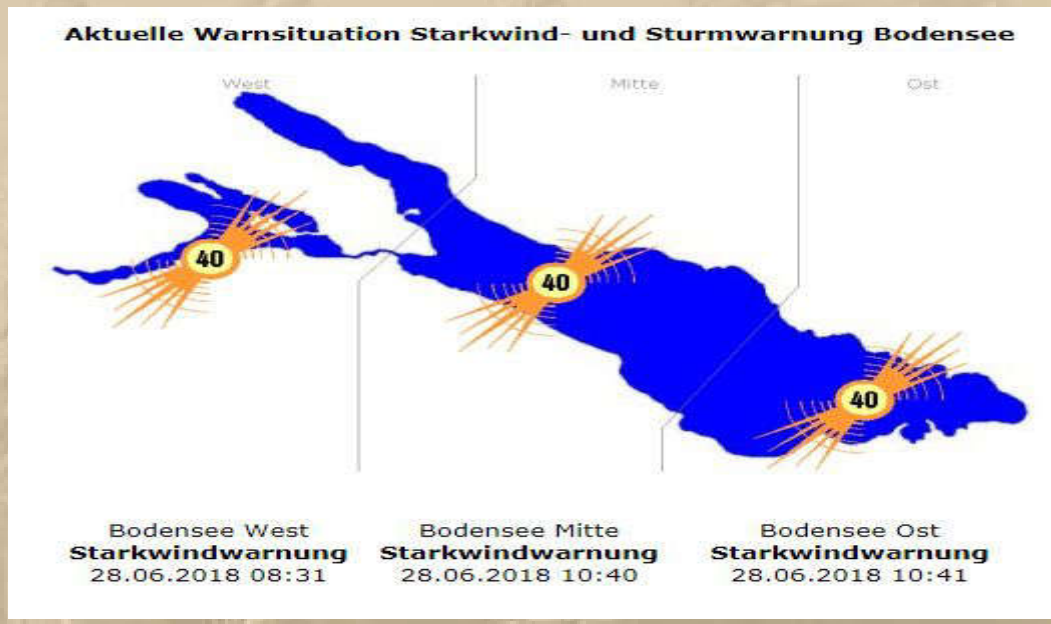 Aktuelle Warnsituation Starkwind- und Sturmwarnung Bodensee
West Mitte Ost
40
40
40
Bodensee West Bodensee Mitte Bodensee Ost
Starkwindwarnung Starkwindwarnung Starkwindwarnung
28.06.2018 08:31 28.06.2018 10:40 28.06.2018 10:41